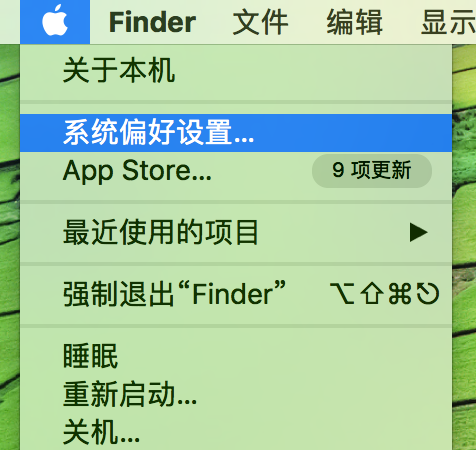 Finder 文件 编辑 显示
关于本机
系统偏好设置...
App Store... 9 项更新
最近使用的项目 ▶
强制退出“Finder” ⌥⇧⌘⎋
睡眠
重新启动...
关机...